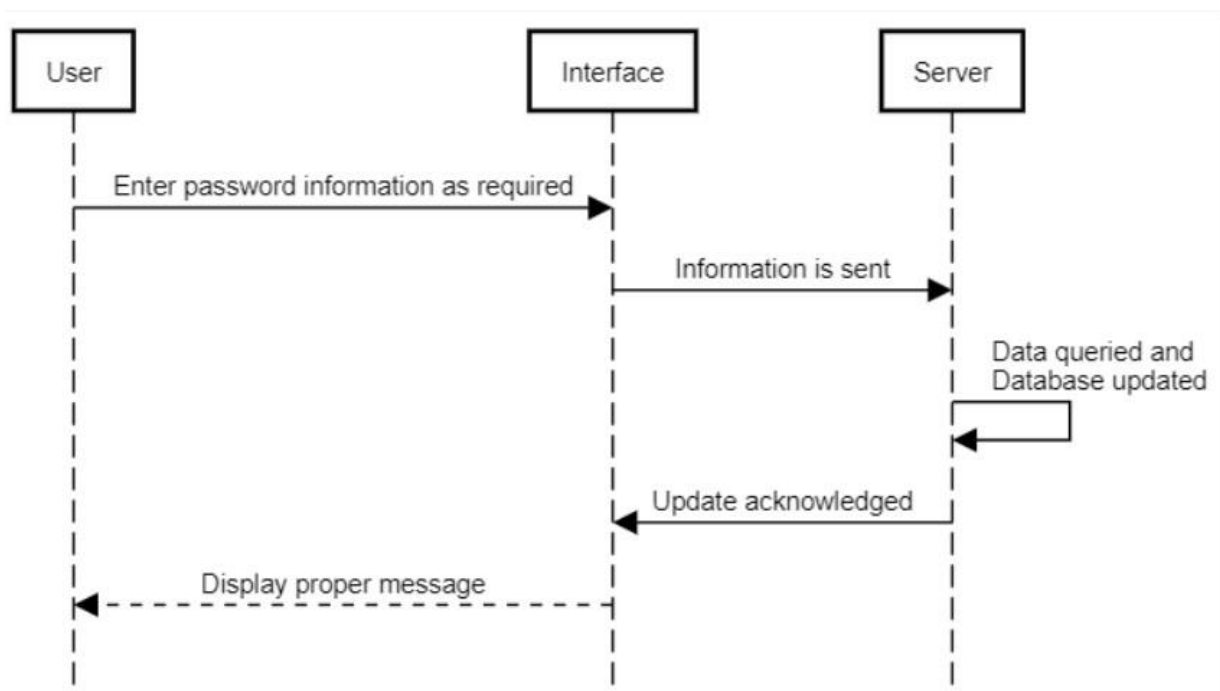 User
Interface
Server
Enter password information as required
Information is sent
Data queried and
Database updated
Update acknowledged
Display proper message